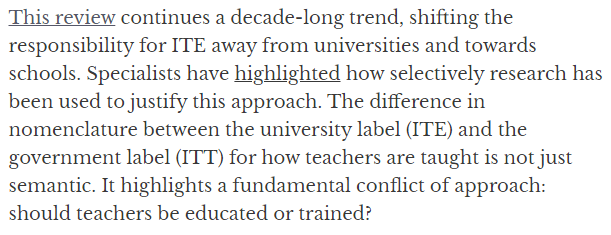 This review continues a decade-long trend, shifting the
responsibility for ITE away from universities and towards
schools. Specialists have highlighted how selectively research has
been used to justify this approach. The difference in
nomenclature between the university label (ITE) and the
government label (ITT) for how teachers are taught is not just
semantic. It highlights a fundamental conflict of approach:
should teachers be educated or trained?